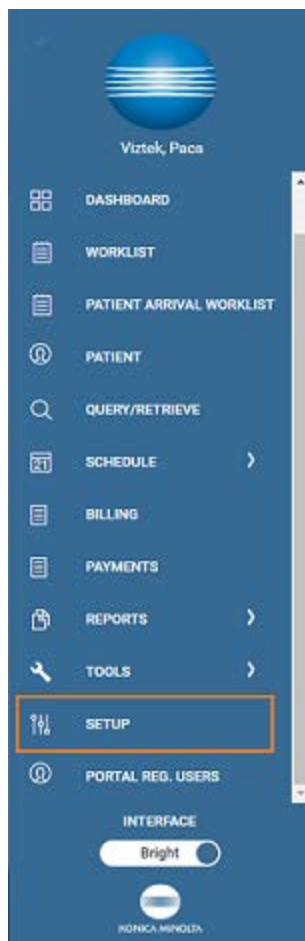 Viztek, Pacs
DASHBOARD
WORKLIST
PATIENT ARRIVAL WORKLIST
PATIENT
QUERY/RETRIEVE
21
SCHEDULE
BILLING
PAYMENTS
REPORTS
TOOLS
SETUP
PORTAL REG. USERS
INTERFACE
Bright
KONICA MINOLTA